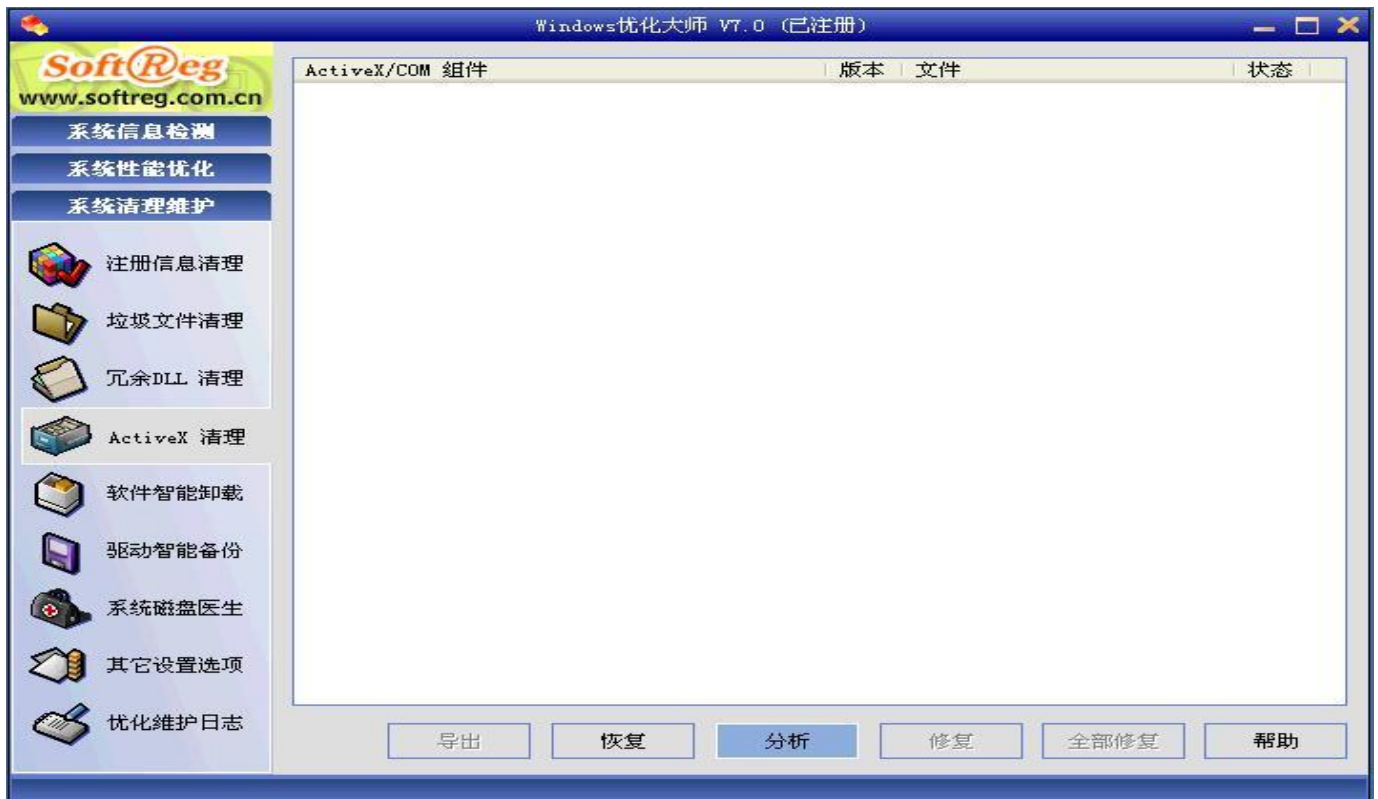 Windows优化大师 V7.0 (已注册)
Soft®eg
www.softreg.com.cn
系统信息检测
系统性能优化
系统清理维护
注册信息清理
垃圾文件清理
冗余DLL 清理
ActiveX 清理
软件智能卸载
驱动智能备份
系统磁盘医生
其它设置选项
优化维护日志
ActiveX/COM 组件 版本 文件 状态
导出 恢复 分析 修复 全部修复 帮助